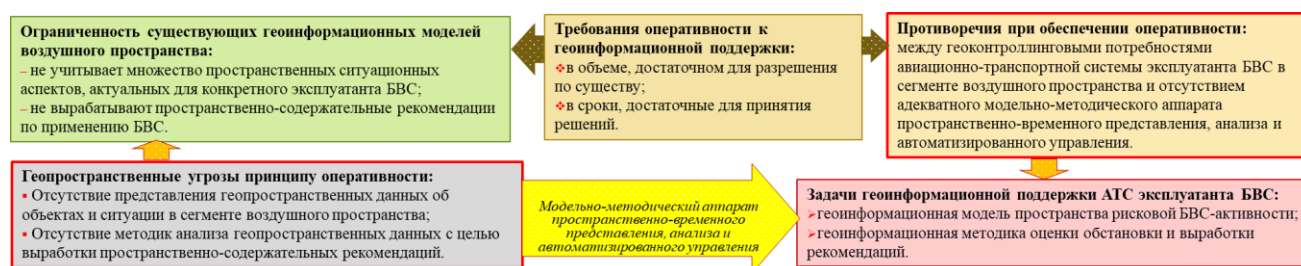 Ограниченность существующих геоинформационных моделей
воздушного пространства:
– не учитывает множество пространственных ситуационных
аспектов, актуальных для конкретного эксплуатанта БВС;
– не вырабатывают пространственно-содержательные рекомендации
по применению БВС.
Требования оперативности к
геоинформационной поддержки:
❖в объеме, достаточном для разрешения
по существу;
❖в сроки, достаточные для принятия
решений.
Противоречия при обеспечении оперативности:
между геоконтроллинговыми потребностями
авиационно-транспортной системы эксплуатанта БВС в
сегменте воздушного пространства и отсутствием
адекватного модельно-методического аппарата
пространственно-временного представления, анализа и
автоматизированного управления.
Геопространственные угрозы принципу оперативности:
▪ Отсутствие представления геопространственных данных об
объектах и ситуации в сегменте воздушного пространства;
▪ Отсутствие методик анализа геопространственных данных с целью
выработки пространственно-содержательных рекомендаций.
Модельно-методический аппарат
пространственно-временного
представления, анализа и
автоматизированного управления
Задачи геоинформационной поддержки АТС эксплуатанта БВС:
➢геоинформационная модель пространства рисковой БВС-активности;
➢геоинформационная методика оценки обстановки и выработки
рекомендаций.